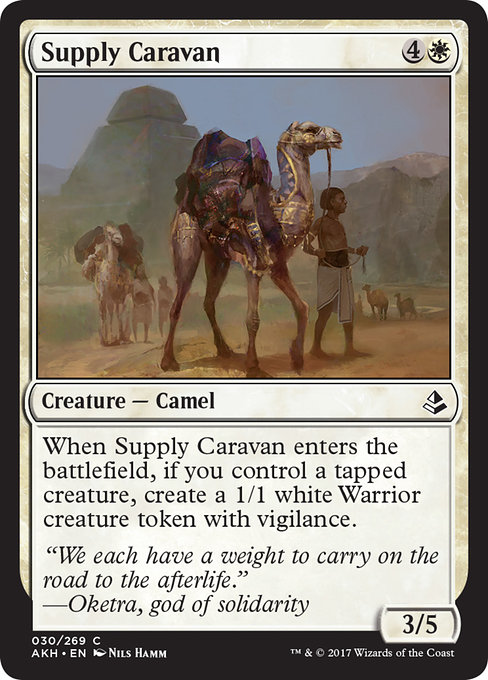 Supply Caravan 4
Creature — Camel
When Supply Caravan enters the
battlefield, if you control a tapped
creature, create a 1/1 white Warrior
creature token with vigilance.
“We each have a weight to carry on the
road to the afterlife.”
—Oketra, god of solidarity
3/5
030/269 C
AKH • EN Nils Hamm
™ & © 2017 Wizards of the Coast